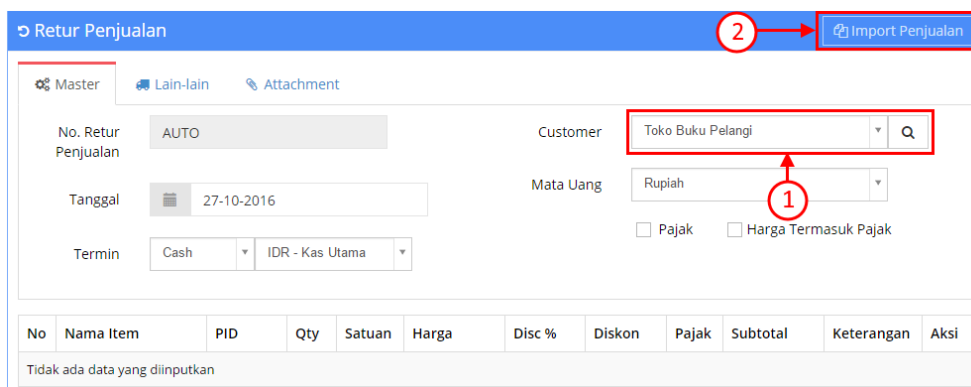 Retur Penjualan
2
Import Penjualan
Master Lain-lain Attachment
No. Retur Penjualan AUTO
Customer Toko Buku Pelangi
Tanggal 27-10-2016
Mata Uang Rupiah
1
Pajak Harga Termasuk Pajak
Termin Cash IDR - Kas Utama
No Nama Item PID Qty Satuan Harga Disc % Diskon Pajak Subtotal Keterangan Aksi
Tidak ada data yang diinputkan